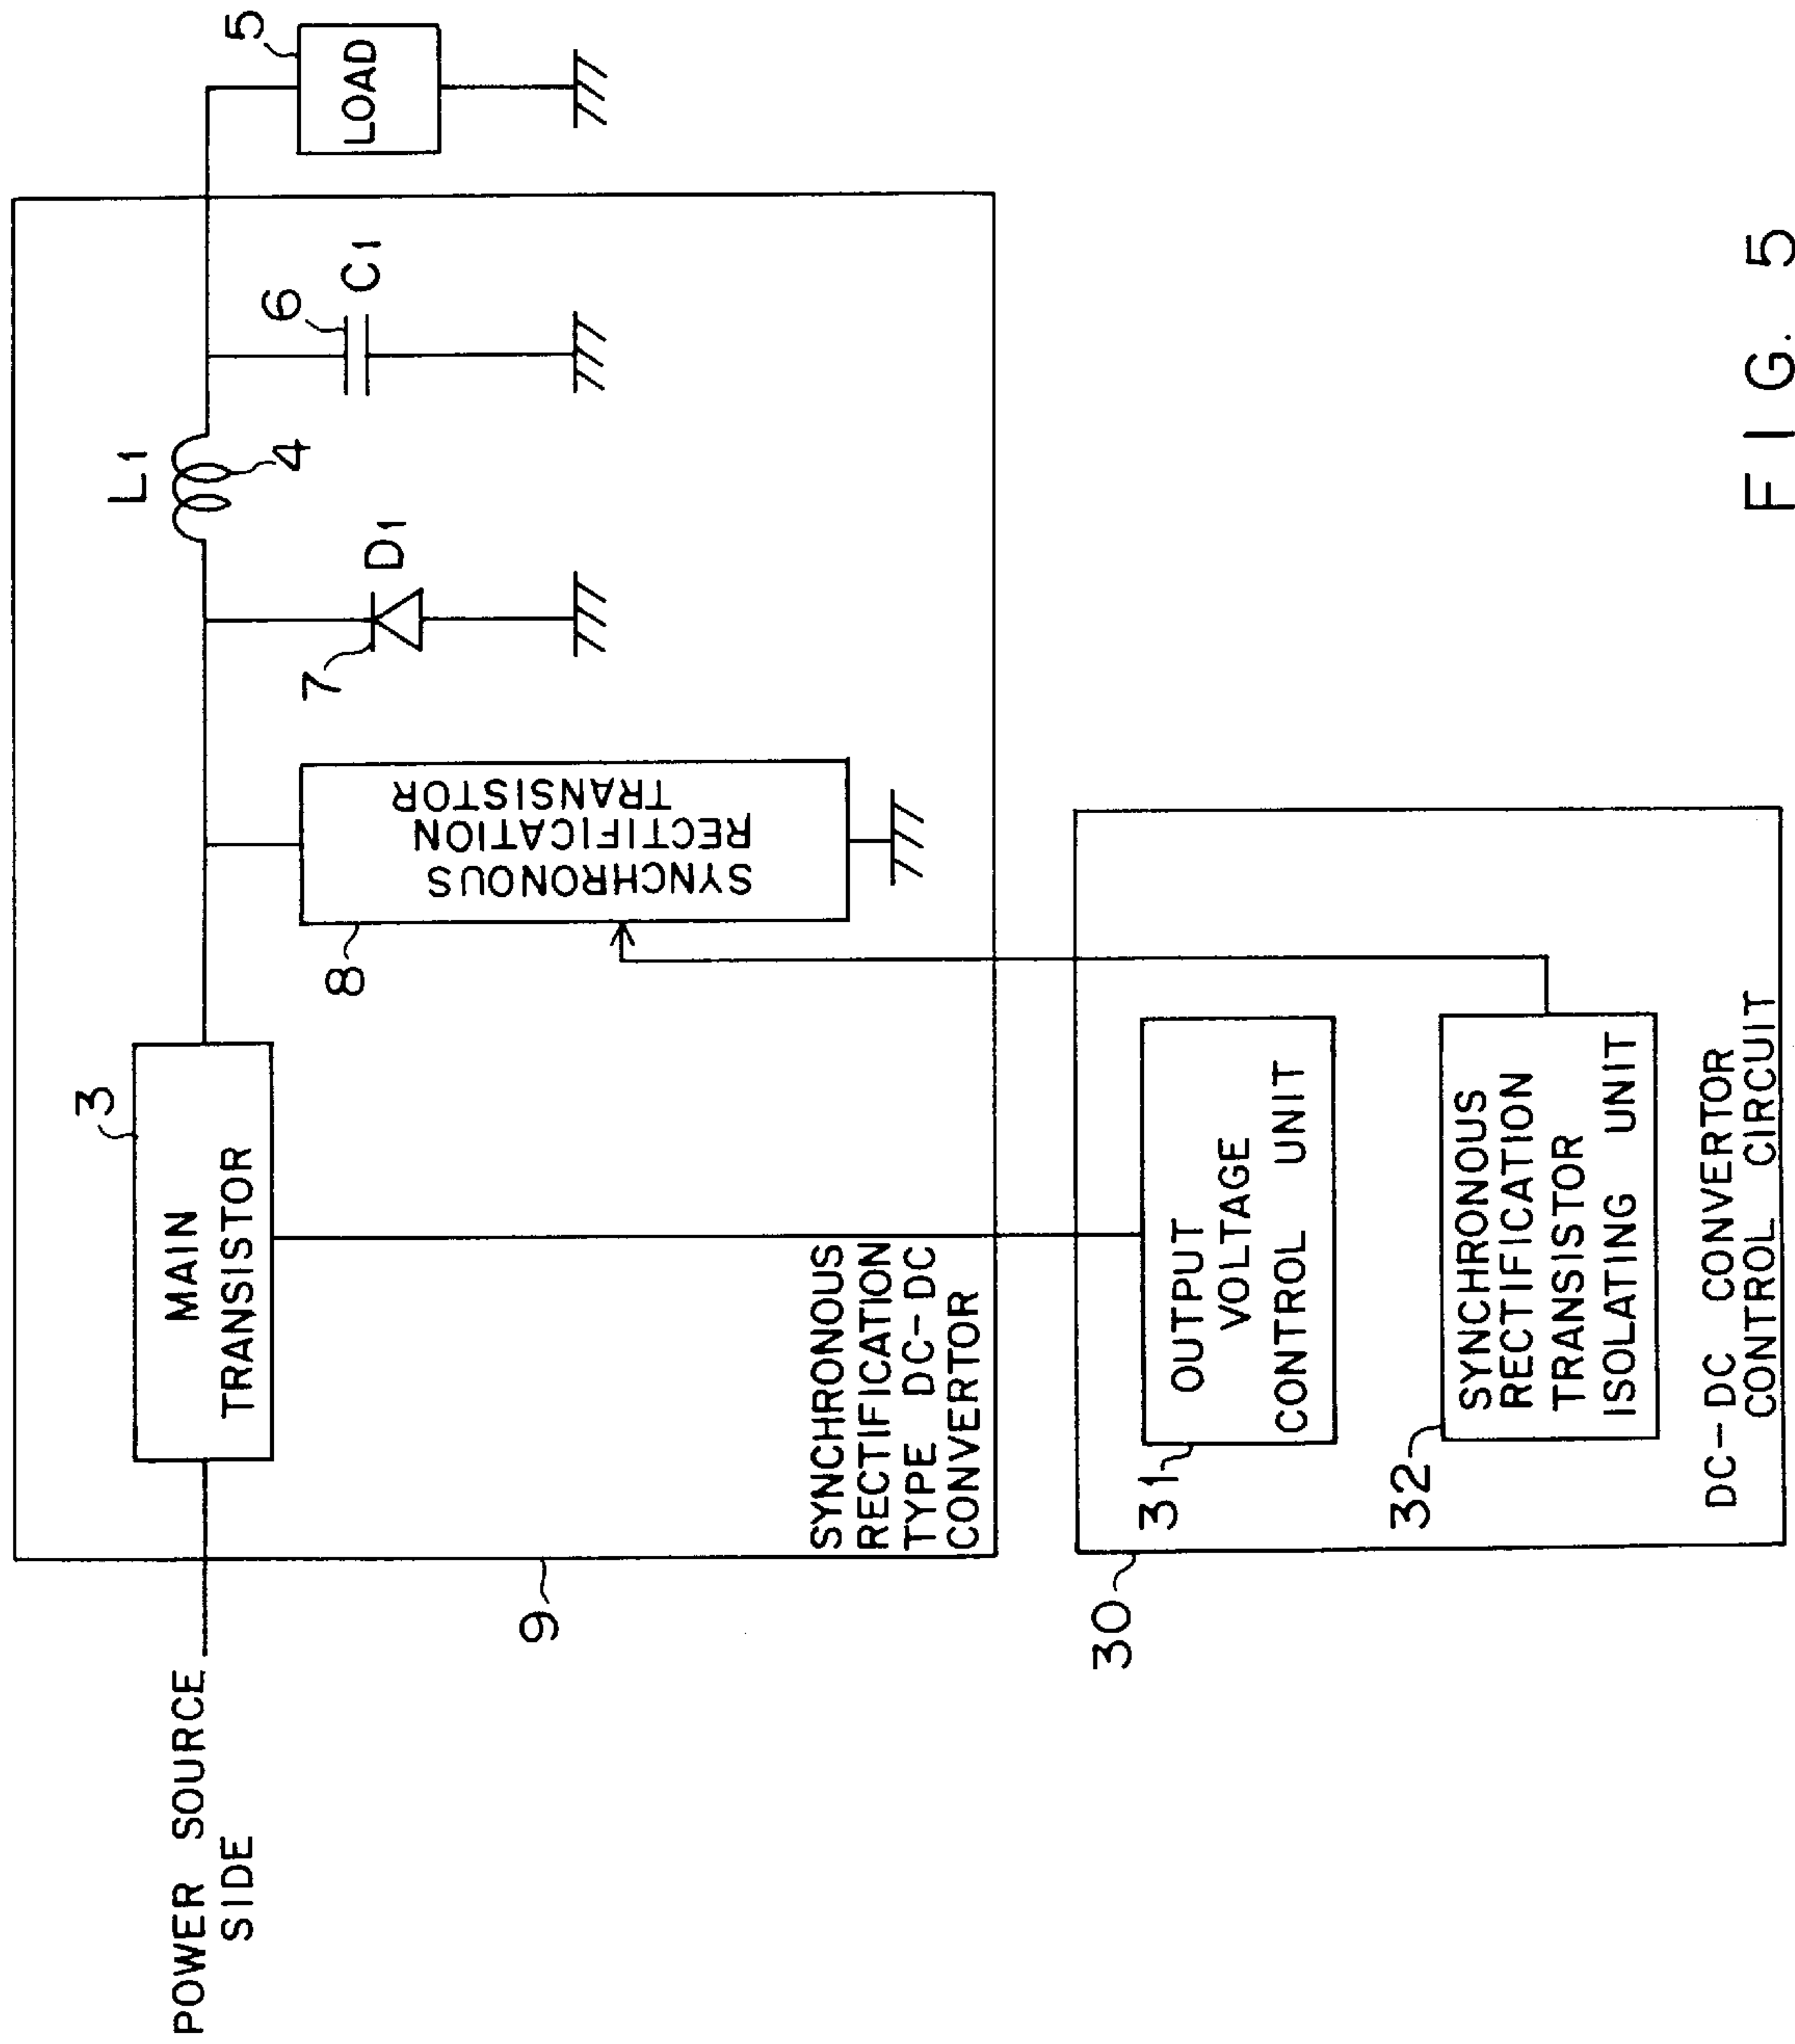 POWER SOURCE
SIDE
3
MAIN
TRANSISTOR
8
SYNCHRONOUS
RECTIFICATION
TRANSISTOR
7
D1
L1
4
6
C1
5
LOAD
9
SYNCHRONOUS
RECTIFICATION
TYPE DC-DC
CONVERTOR
30
31
OUTPUT
VOLTAGE
CONTROL UNIT
32
SYNCHRONOUS
RECTIFICATION
TRANSISTOR
ISOLATING UNIT
DC-DC CONVERTOR
CONTROL CIRCUIT
FIG. 5